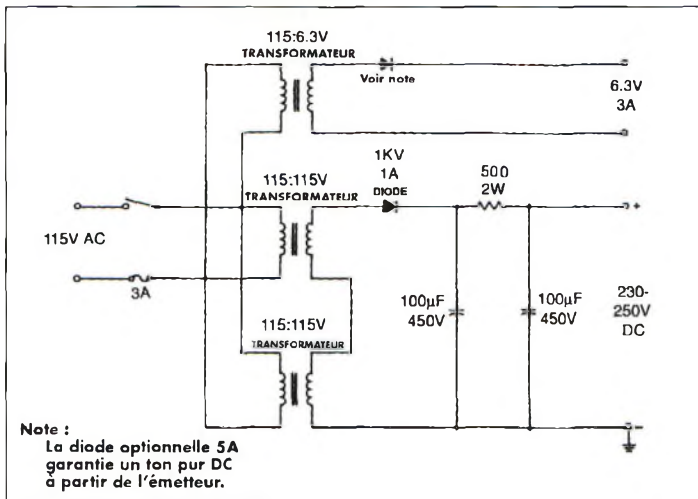 115:6.3V
TRANSFORMATEUR
Voir note
6.3V
3A
1KV
1A
DIODE
500
2W
115:115V
TRANSFORMATEUR
+
115V AC
3A
100µF
450V
100µF
450V
230-
250V
DC
115:115V
TRANSFORMATEUR
-
Note :
La diode optionnelle 5A
garantie un ton pur DC
à partir de l'émetteur.